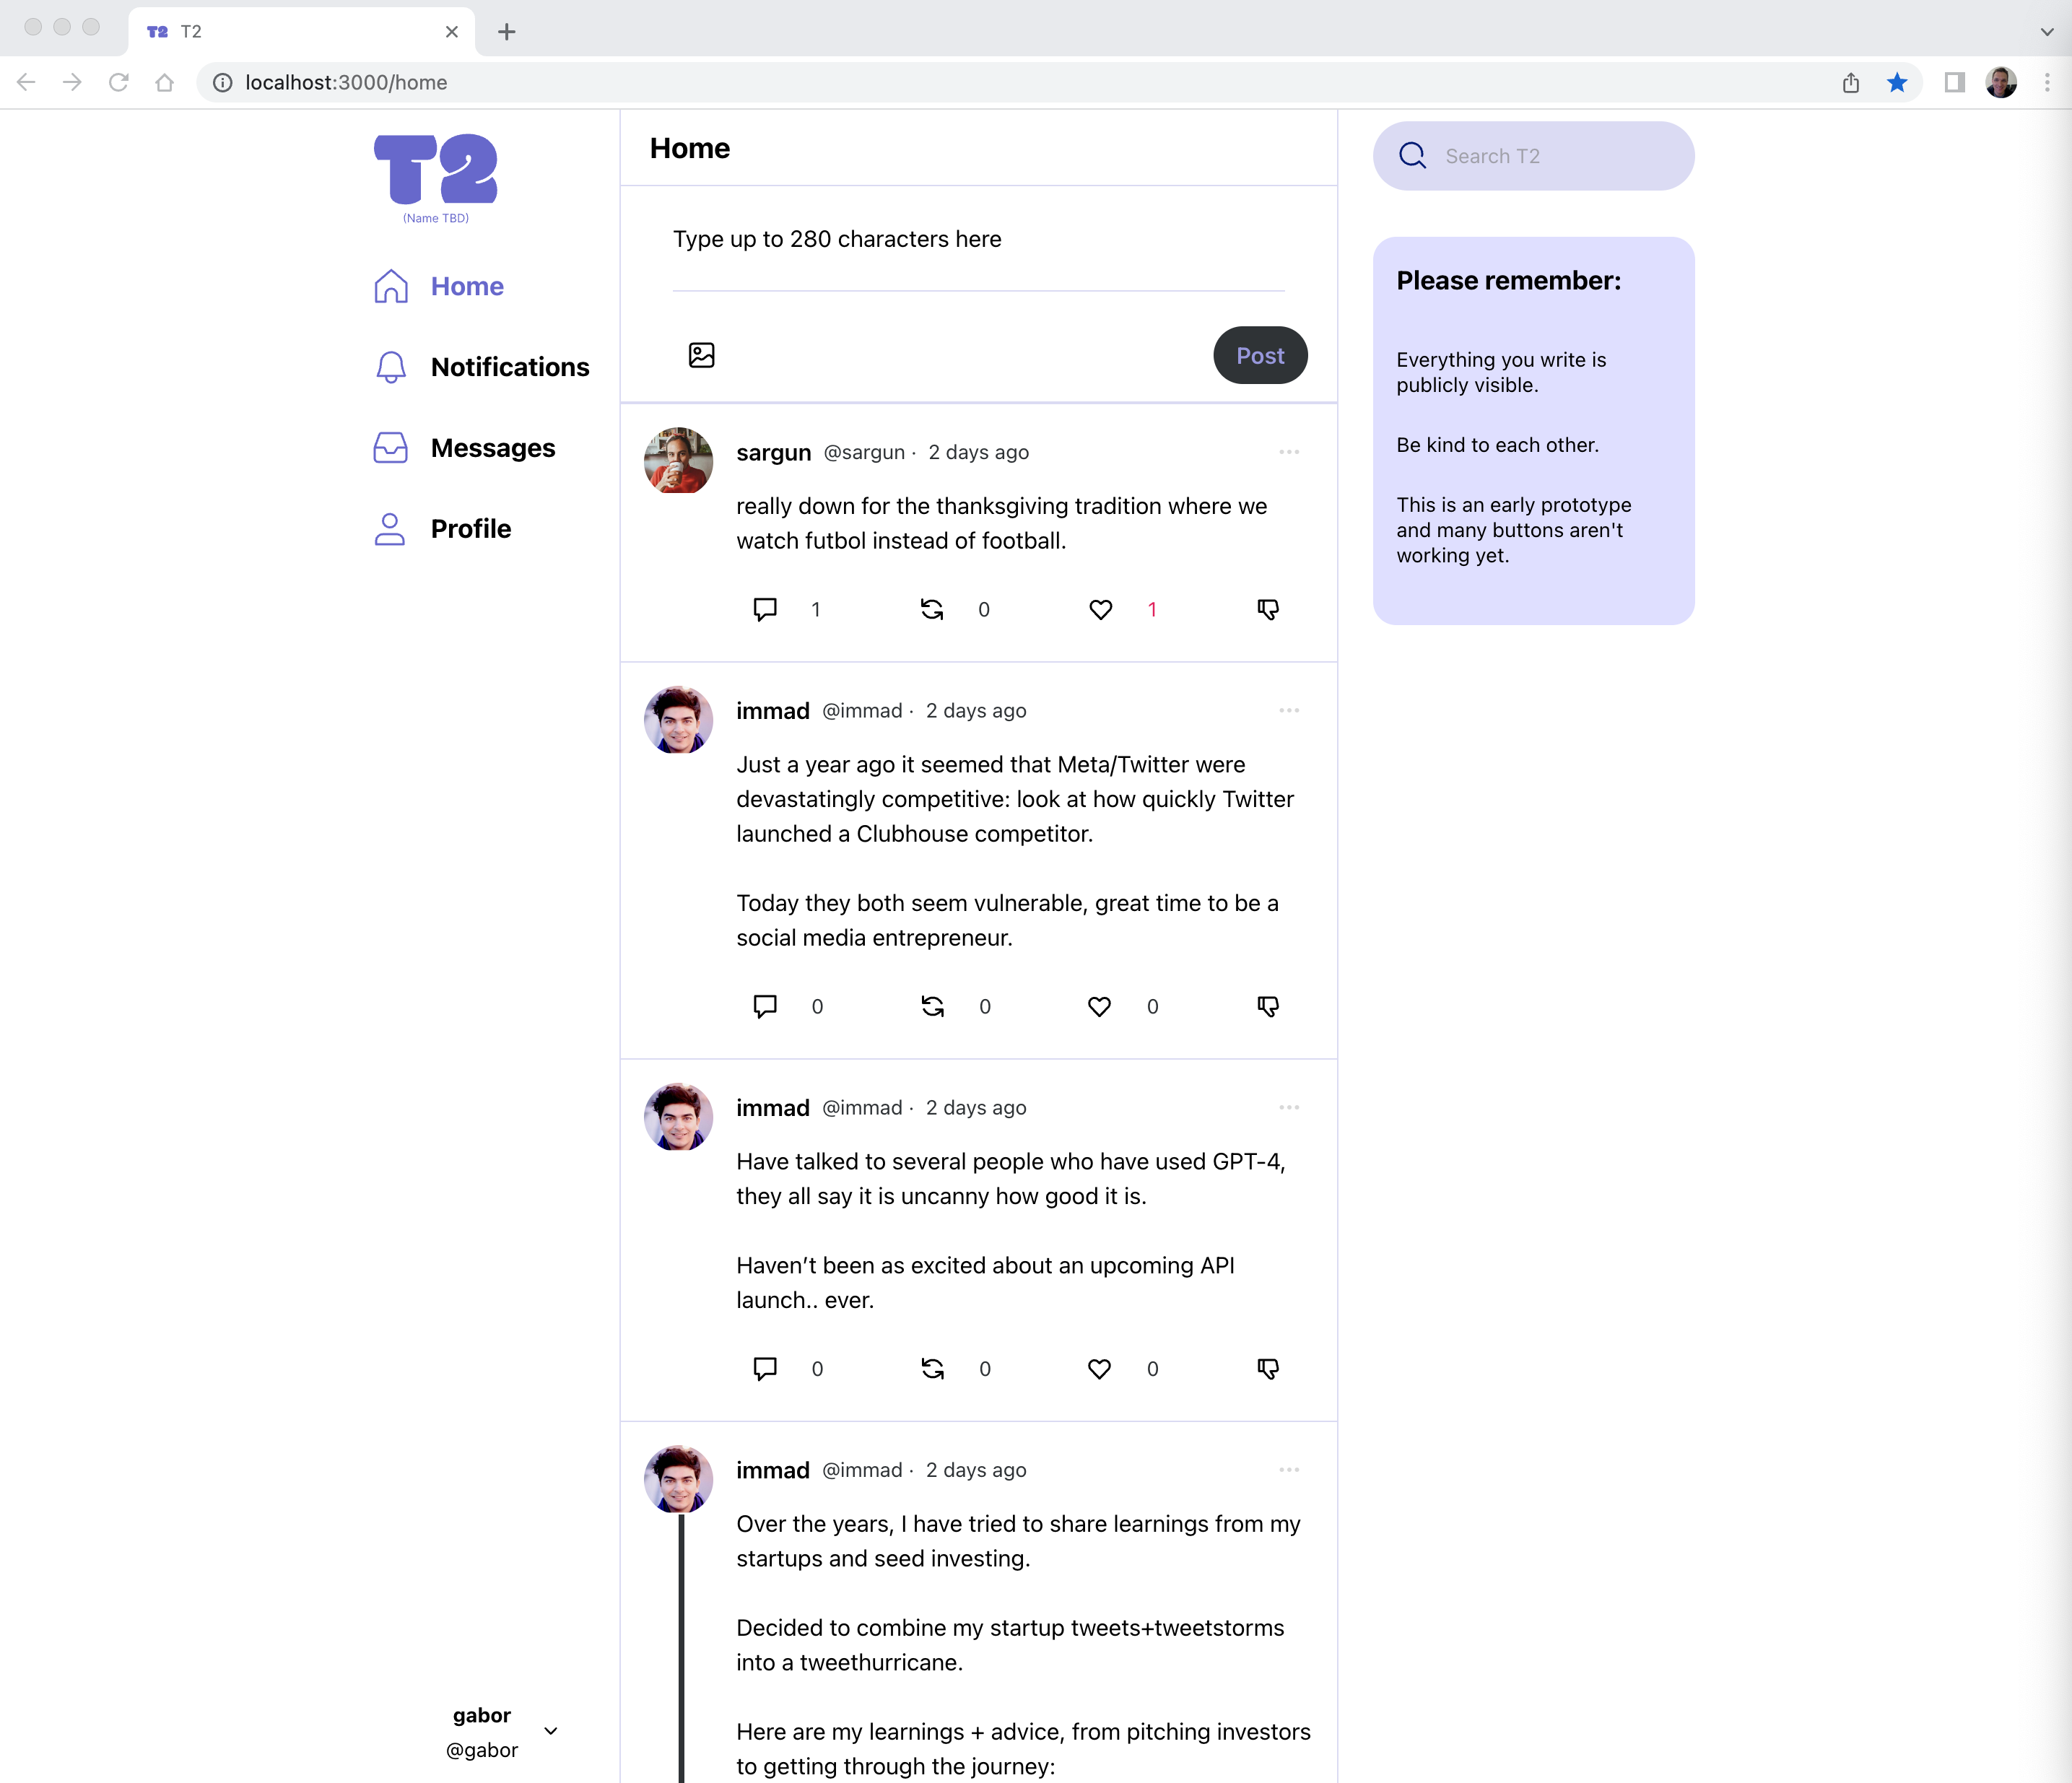 T2 T2
localhost:3000/home
T2
(Name TBD)
Home
Notifications
Messages
Profile
gabor
@gabor
Home
Type up to 280 characters here
Post
sargun @sargun · 2 days ago
really down for the thanksgiving tradition where we
watch futbol instead of football.
1 0 1
immad @immad · 2 days ago
Just a year ago it seemed that Meta/Twitter were
devastatingly competitive: look at how quickly Twitter
launched a Clubhouse competitor.
Today they both seem vulnerable, great time to be a
social media entrepreneur.
0 0 0
immad @immad · 2 days ago
Have talked to several people who have used GPT-4,
they all say it is uncanny how good it is.
Haven’t been as excited about an upcoming API
launch.. ever.
0 0 0
immad @immad · 2 days ago
Over the years, I have tried to share learnings from my
startups and seed investing.
Decided to combine my startup tweets+tweetstorms
into a tweethurricane.
Here are my learnings + advice, from pitching investors
to getting through the journey:
Search T2
Please remember:
Everything you write is
publicly visible.
Be kind to each other.
This is an early prototype
and many buttons aren't
working yet.